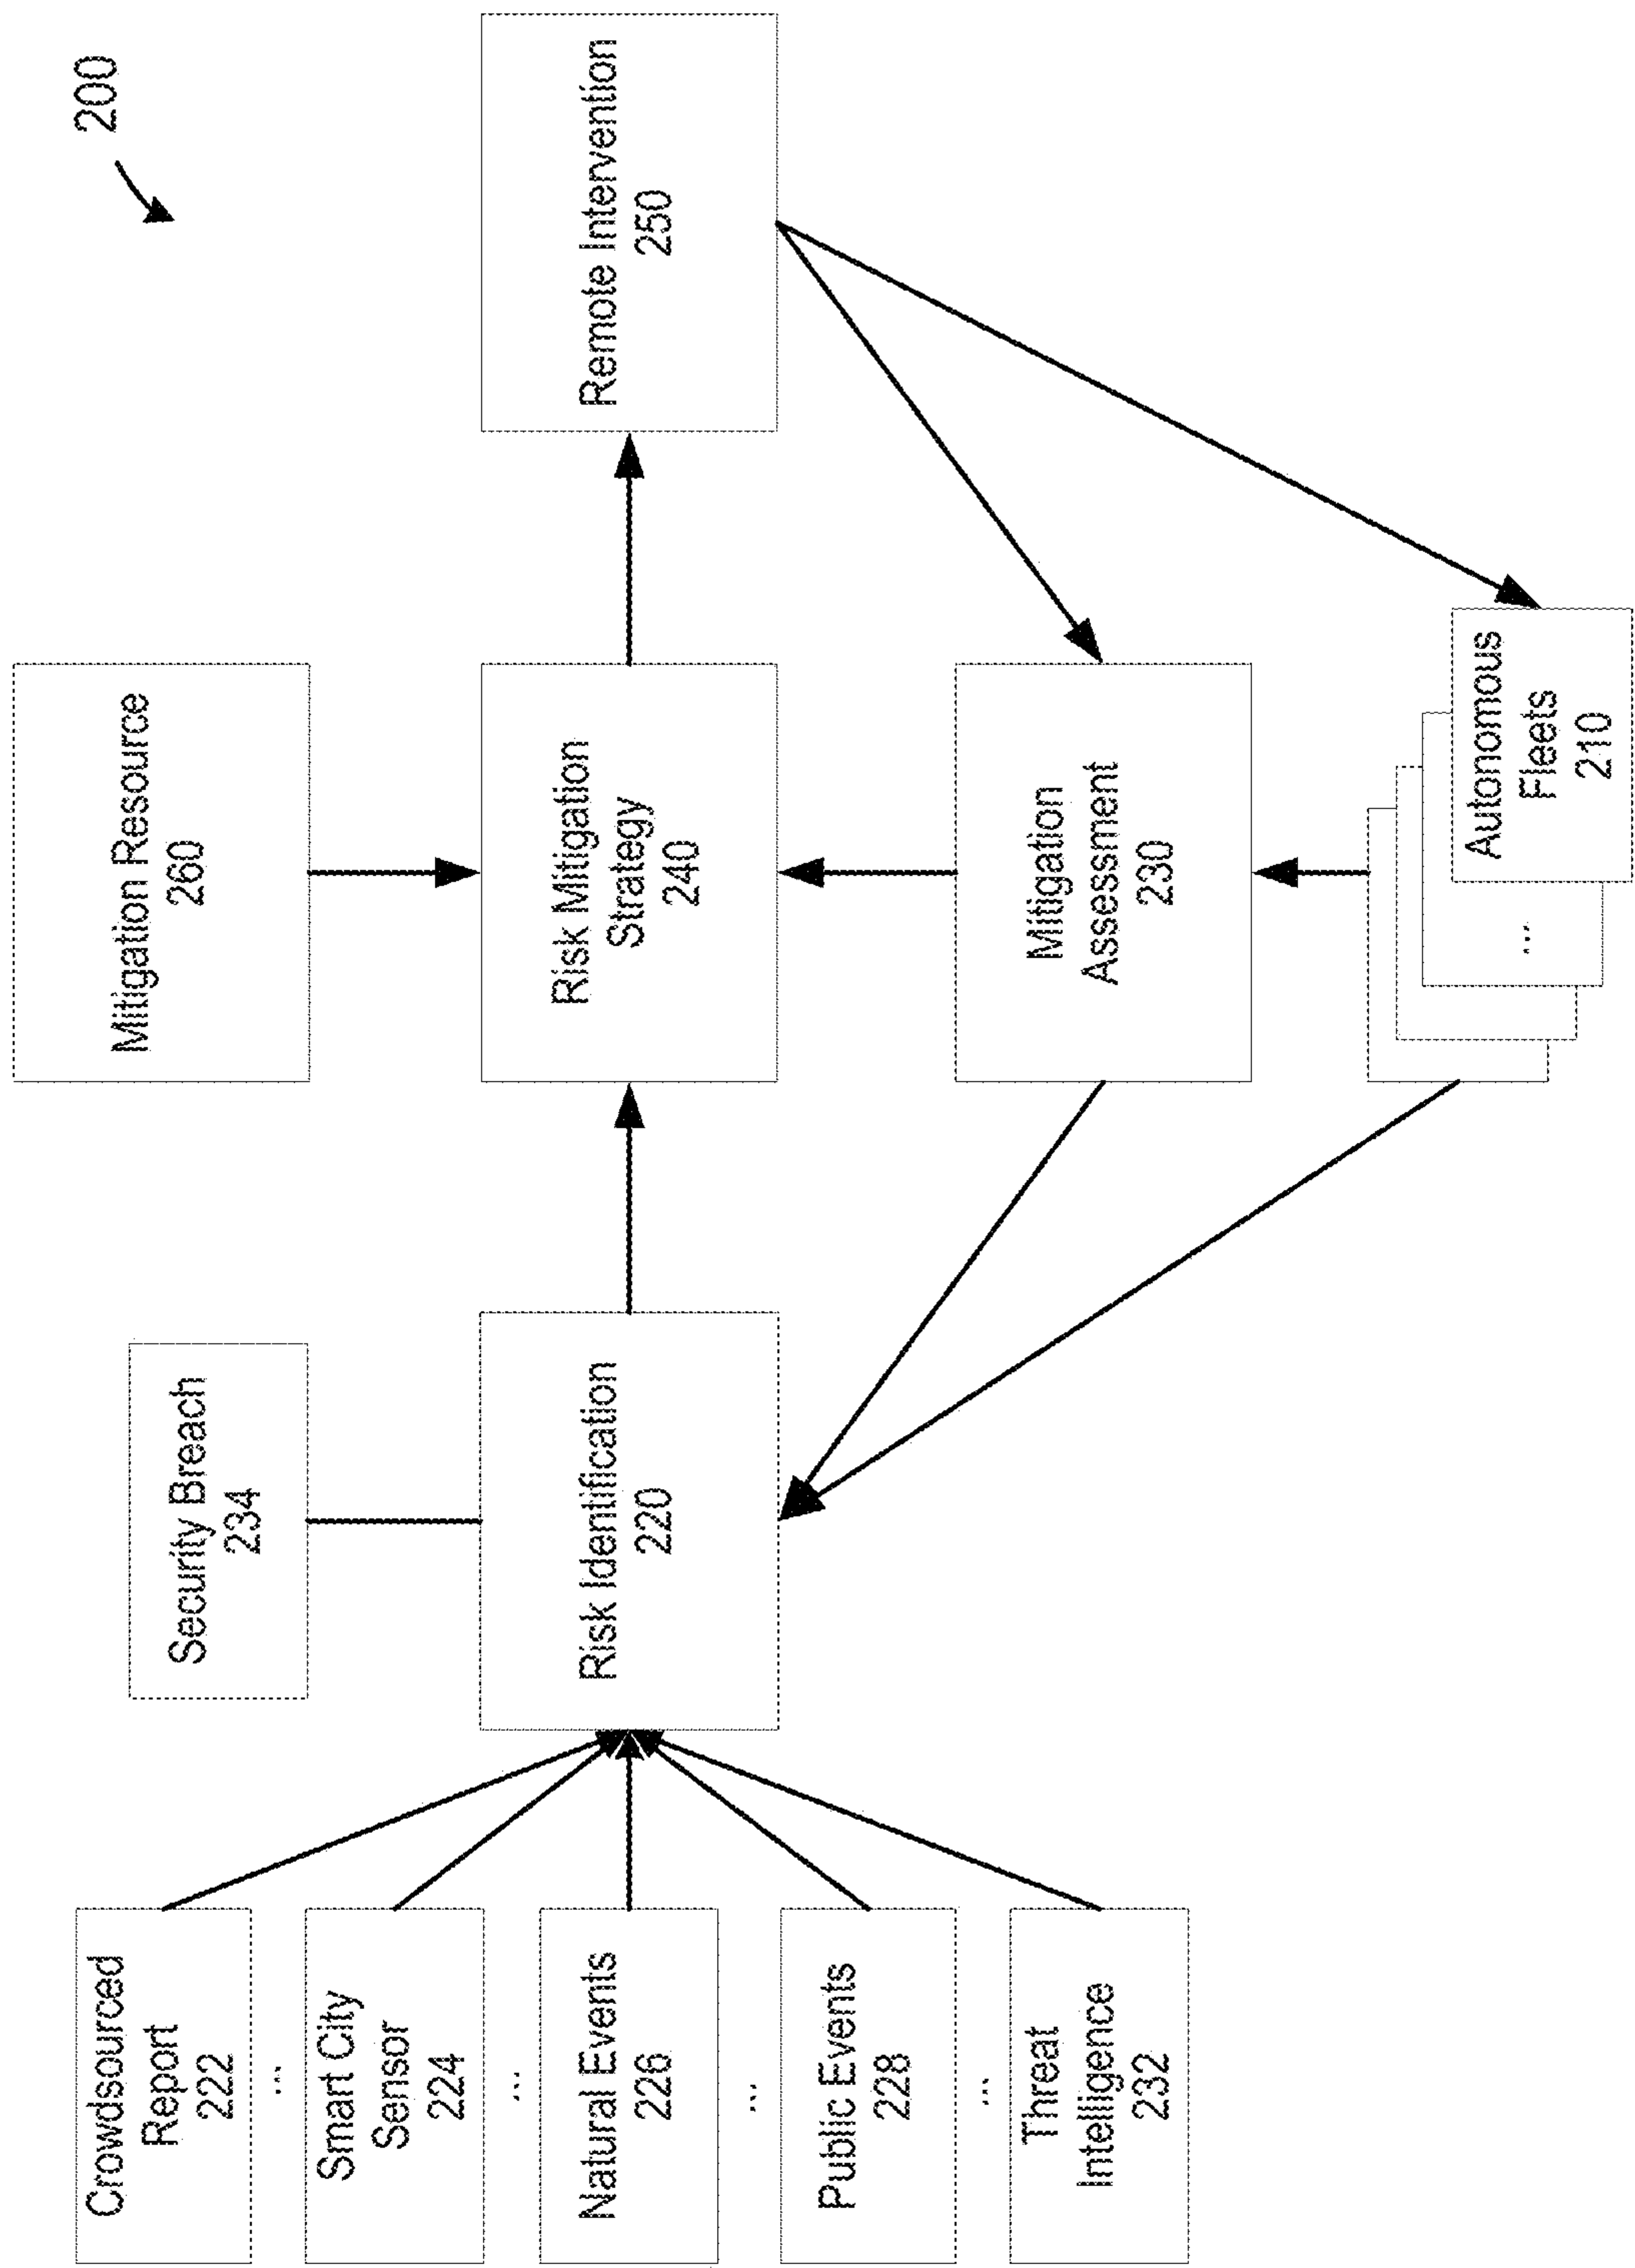 200
Mitigation Resource
260
Security Breach
234
Crowdsourced
Report
222
...
Smart City
Sensor
224
...
Natural Events
226
...
Public Events
228
...
Threat
Intelligence
232
Risk Identification
220
Risk Mitigation
Strategy
240
Remote Intervention
250
Mitigation
Assessment
230
Autonomous
Fleets
210
...